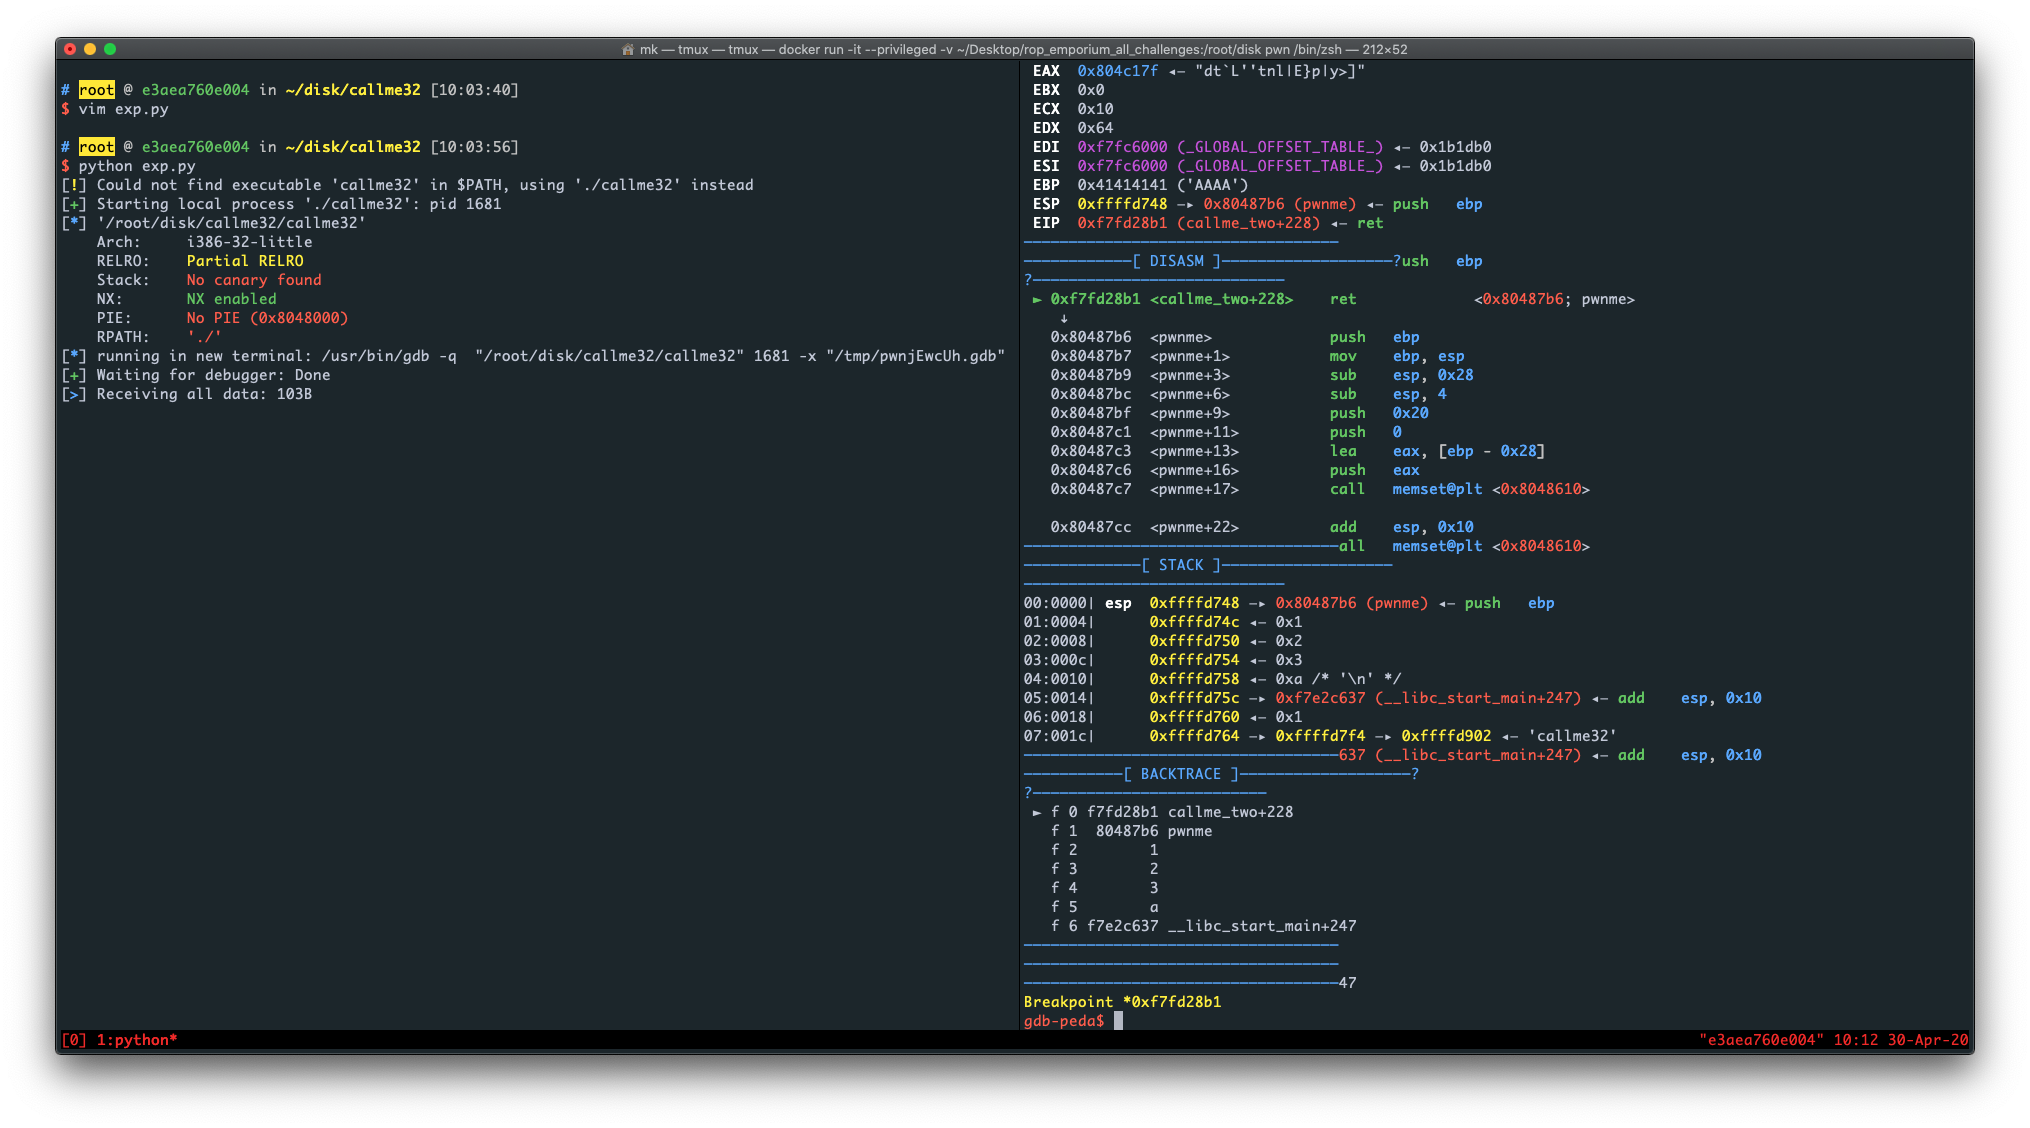 mk — tmux — tmux — docker run -it --privileged -v ~/Desktop/rop_emporium_all_challenges:/root/disk pwn /bin/zsh — 212×52
# root @ e3aea760e004 in ~/disk/callme32 [10:03:40]
$ vim exp.py
# root @ e3aea760e004 in ~/disk/callme32 [10:03:56]
$ python exp.py
[!] Could not find executable 'callme32' in $PATH, using './callme32' instead
[+] Starting local process './callme32': pid 1681
[*] '/root/disk/callme32/callme32'
    Arch:     i386-32-little
    RELRO:    Partial RELRO
    Stack:    No canary found
    NX:       NX enabled
    PIE:      No PIE (0x8048000)
    RPATH:    './'
[*] running in new terminal: /usr/bin/gdb -q  "/root/disk/callme32/callme32" 1681 -x "/tmp/pwnjEwcUh.gdb"
[+] Waiting for debugger: Done
[>] Receiving all data: 103B
EAX  0x804c17f ◂— "dt`L''tnl|E}p|y>]"
EBX  0x0
ECX  0x10
EDX  0x64
EDI  0xf7fc6000 (_GLOBAL_OFFSET_TABLE_) ◂— 0x1b1db0
ESI  0xf7fc6000 (_GLOBAL_OFFSET_TABLE_) ◂— 0x1b1db0
EBP  0x41414141 ('AAAA')
ESP  0xffffd748 —▸ 0x80487b6 (pwnme) ◂— push   ebp
EIP  0xf7fd28b1 (callme_two+228) ◂— ret
[ DISASM ]?ush   ebp
?
► 0xf7fd28b1 <callme_two+228>    ret             <0x80487b6; pwnme>
↓
0x80487b6  <pwnme>             push   ebp
0x80487b7  <pwnme+1>           mov    ebp, esp
0x80487b9  <pwnme+3>           sub    esp, 0x28
0x80487bc  <pwnme+6>           sub    esp, 4
0x80487bf  <pwnme+9>           push   0x20
0x80487c1  <pwnme+11>          push   0
0x80487c3  <pwnme+13>          lea    eax, [ebp - 0x28]
0x80487c6  <pwnme+16>          push   eax
0x80487c7  <pwnme+17>          call   memset@plt <0x8048610>
0x80487cc  <pwnme+22>          add    esp, 0x10
all   memset@plt <0x8048610>
[ STACK ]
00:0000| esp  0xffffd748 —▸ 0x80487b6 (pwnme) ◂— push   ebp
01:0004|      0xffffd74c ◂— 0x1
02:0008|      0xffffd750 ◂— 0x2
03:000c|      0xffffd754 ◂— 0x3
04:0010|      0xffffd758 ◂— 0xa /* '\n' */
05:0014|      0xffffd75c —▸ 0xf7e2c637 (__libc_start_main+247) ◂— add    esp, 0x10
06:0018|      0xffffd760 ◂— 0x1
07:001c|      0xffffd764 —▸ 0xffffd7f4 —▸ 0xffffd902 ◂— 'callme32'
637 (__libc_start_main+247) ◂— add    esp, 0x10
[ BACKTRACE ]?
?
► f 0 f7fd28b1 callme_two+228
f 1  80487b6 pwnme
f 2        1
f 3        2
f 4        3
f 5        a
f 6 f7e2c637 __libc_start_main+247
47
Breakpoint *0xf7fd28b1
gdb-peda$
[0] 1:python*
"e3aea760e004" 10:12 30-Apr-20